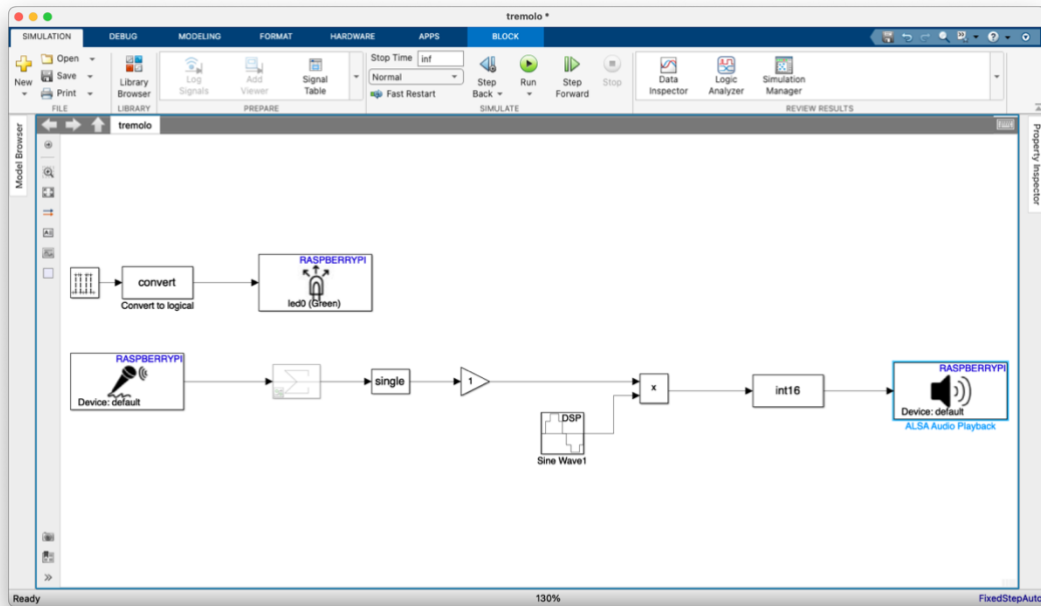 tremolo *
SIMULATION DEBUG MODELING FORMAT HARDWARE APPS BLOCK
New
Open
Save
Print
FILE
Library Browser
LIBRARY
Log Signals
Add Viewer
Signal Table
PREPARE
Stop Time inf
Normal
Fast Restart
Step Back
Run
Step Forward
Stop
SIMULATE
Data Inspector
Logic Analyzer
Simulation Manager
REVIEW RESULTS
Model Browser
tremolo
Property Inspector
convert
Convert to logical
RASPBERRYPI
led0 (Green)
RASPBERRYPI
Device: default
single
1
x
DSP
Sine Wave1
int16
RASPBERRYPI
Device: default
ALSA Audio Playback
Ready 130% FixedStepAuto